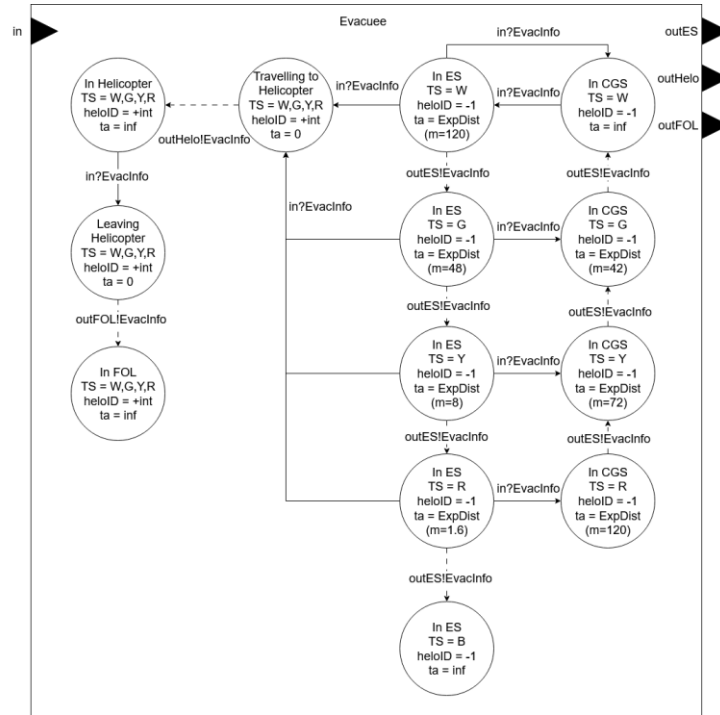 Evacuee
in
outES
outHelo
outFOL
in?EvacInfo
In Helicopter
TS = W,G,Y,R
heloID = +int
ta = inf
outHelo!EvacInfo
Travelling to
Helicopter
TS = W,G,Y,R
heloID = +int
ta = 0
in?EvacInfo
In ES
TS = W
heloID = -1
ta = ExpDist
(m=120)
in?EvacInfo
In CGS
TS = W
heloID = -1
ta = inf
in?EvacInfo
outES!EvacInfo
outES!EvacInfo
Leaving
Helicopter
TS = W,G,Y,R
heloID = +int
ta = 0
in?EvacInfo
In ES
TS = G
heloID = -1
ta = ExpDist
(m=48)
in?EvacInfo
In CGS
TS = G
heloID = -1
ta = ExpDist
(m=42)
outFOL!EvacInfo
outES!EvacInfo
outES!EvacInfo
In FOL
TS = W,G,Y,R
heloID = +int
ta = inf
In ES
TS = Y
heloID = -1
ta = ExpDist
(m=8)
in?EvacInfo
In CGS
TS = Y
heloID = -1
ta = ExpDist
(m=72)
outES!EvacInfo
outES!EvacInfo
In ES
TS = R
heloID = -1
ta = ExpDist
(m=1.6)
in?EvacInfo
In CGS
TS = R
heloID = -1
ta = ExpDist
(m=120)
outES!EvacInfo
In ES
TS = B
heloID = -1
ta = inf